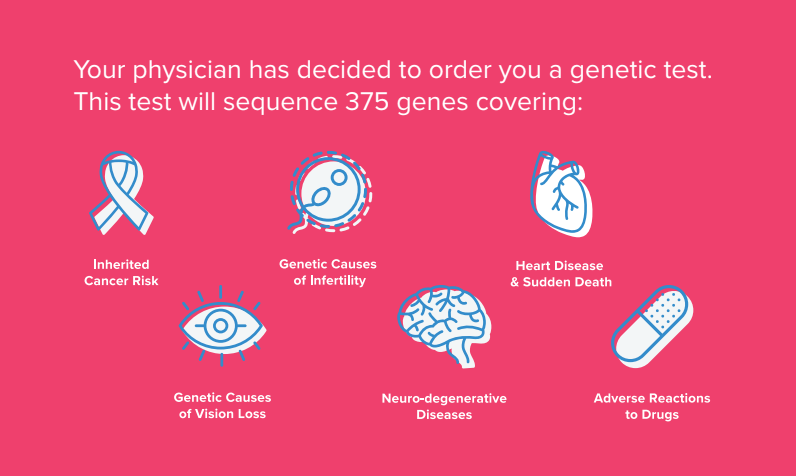 Your physician has decided to order you a genetic test.
This test will sequence 375 genes covering:
Inherited
Cancer Risk
Genetic Causes
of Infertility
Heart Disease
& Sudden Death
Genetic Causes
of Vision Loss
Neuro-degenerative
Diseases
Adverse Reactions
to Drugs